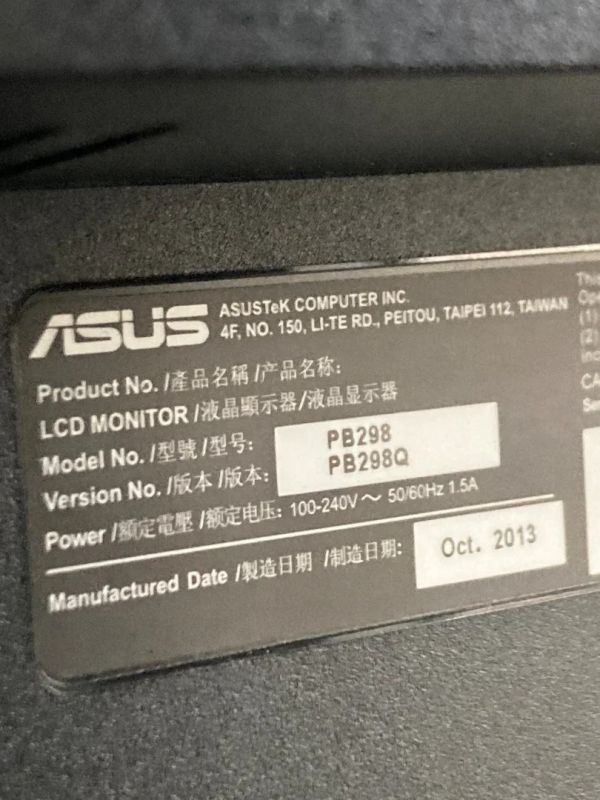 ASUS
ASUSTeK COMPUTER INC.
4F, NO. 150, LI-TE RD., PEITOU, TAIPEI 112, TAIWAN
Product No. /產品名稱 /产品名称:
LCD MONITOR /液晶顯示器/液晶显示器
Model No. /型號 /型号: PB298
Version No. /版本 /版本: PB298Q
Power /額定電壓 /额定电压: 100-240V～ 50/60Hz 1.5A
Manufactured Date /製造日期 /制造日期: Oct. 2013
(1)
(2)